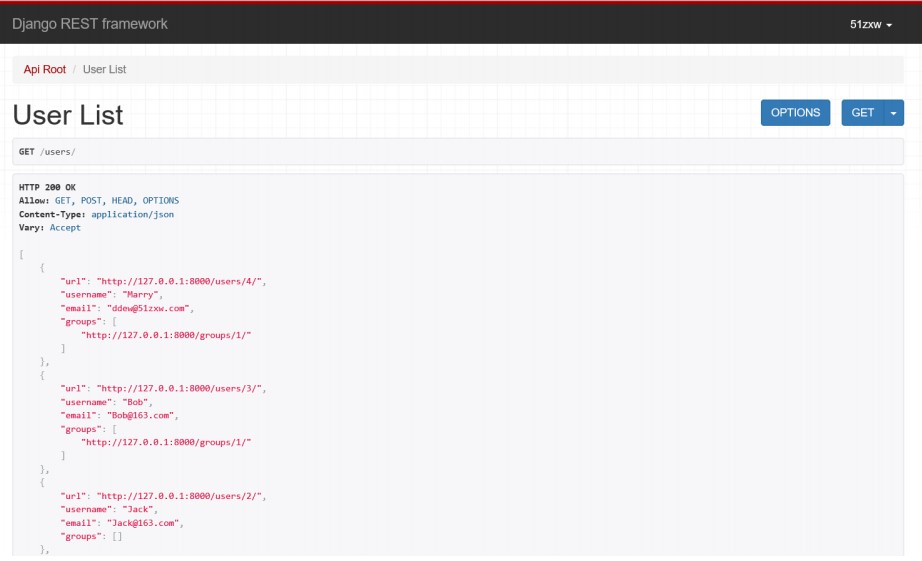 Django REST framework
51zxw
Api Root / User List
User List
OPTIONS
GET
GET /users/
HTTP 200 OK
Allow: GET, POST, HEAD, OPTIONS
Content-Type: application/json
Vary: Accept
[
    {
        "url": "http://127.0.0.1:8000/users/4/",
        "username": "Marry",
        "email": "ddew@51zxw.com",
        "groups": [
            "http://127.0.0.1:8000/groups/1/"
        ]
    },
    {
        "url": "http://127.0.0.1:8000/users/3/",
        "username": "Bob",
        "email": "Bob@163.com",
        "groups": [
            "http://127.0.0.1:8000/groups/1/"
        ]
    },
    {
        "url": "http://127.0.0.1:8000/users/2/",
        "username": "Jack",
        "email": "Jack@163.com",
        "groups": []
    },